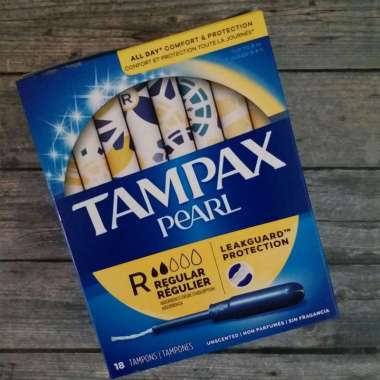 ALL DAY* COMFORT & PROTECTION
CONFORT ET PROTECTION TOUTE LA JOURNÉE*
R
TAMPAX
PEARL
R REGULAR
RÉGULIER
LEAKGUARD™
PROTECTION
18 TAMPONS | TAMPONES
UNSCENTED | NON PARFUMÉS | SIN FRAGANCIA